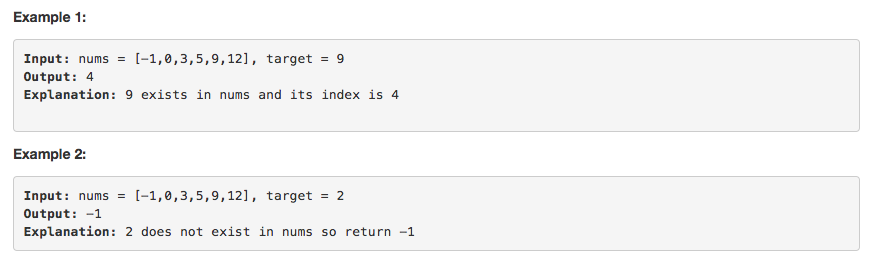 Example 1:
Input: nums = [−1,0,3,5,9,12], target = 9
Output: 4
Explanation: 9 exists in nums and its index is 4
Example 2:
Input: nums = [−1,0,3,5,9,12], target = 2
Output: −1
Explanation: 2 does not exist in nums so return −1